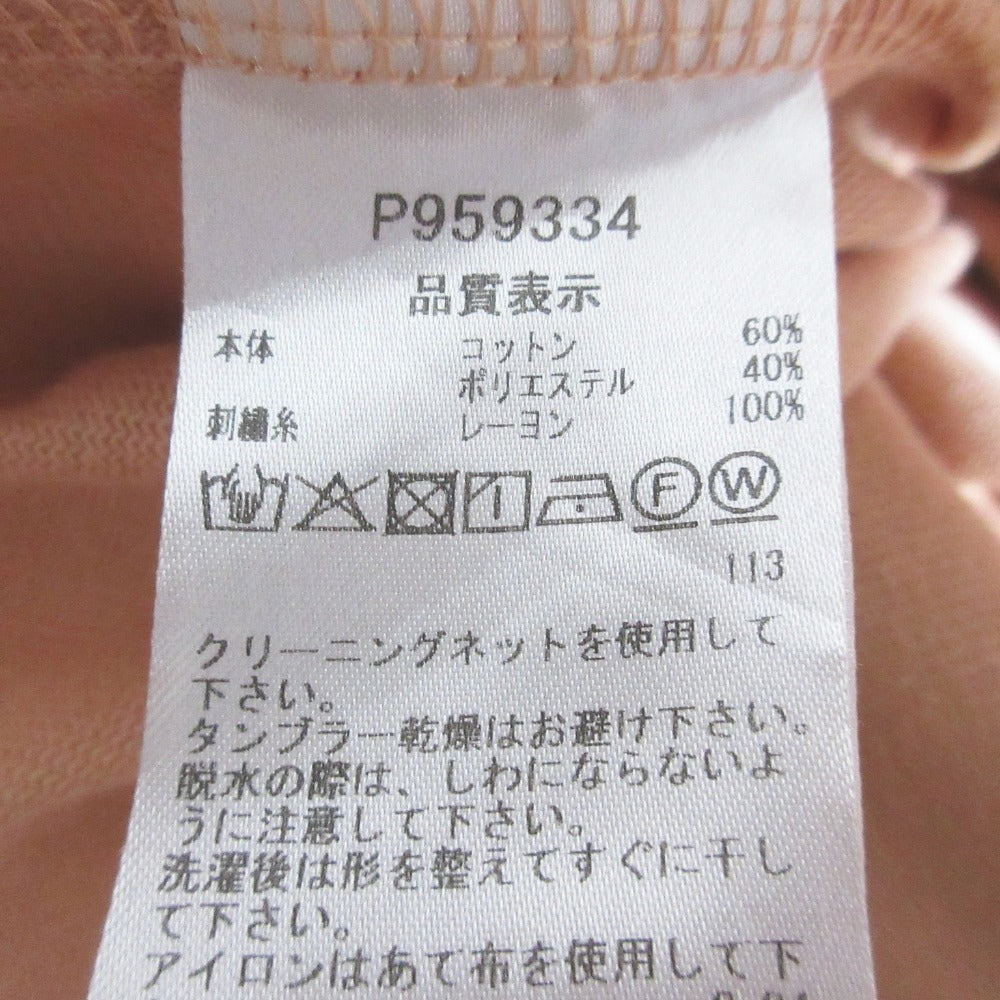 P959334
品質表示
本体 コットン 60%
ポリエステル 40%
刺繍糸 レーヨン 100%
F W
113
クリーニングネットを使用して
下さい。
タンブラー乾燥はお避け下さい。
脱水の際は、しわにならないよ
うに注意して下さい。
洗濯後は形を整えてすぐに干し
て下さい。
アイロンはあて布を使用して下